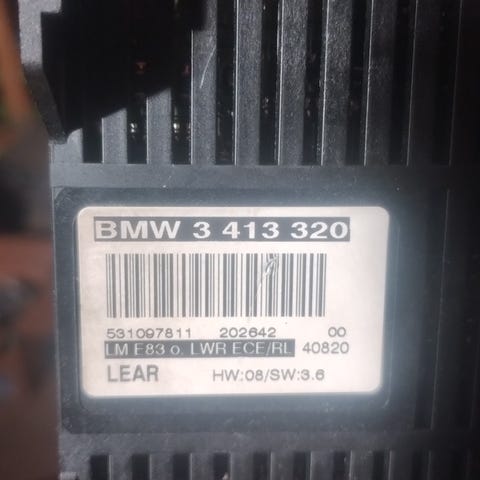 BMW 3 413 320
531097811 202642 00
LM E83 o. LWR ECE/RL 40820
LEAR HW:08/SW:3.6